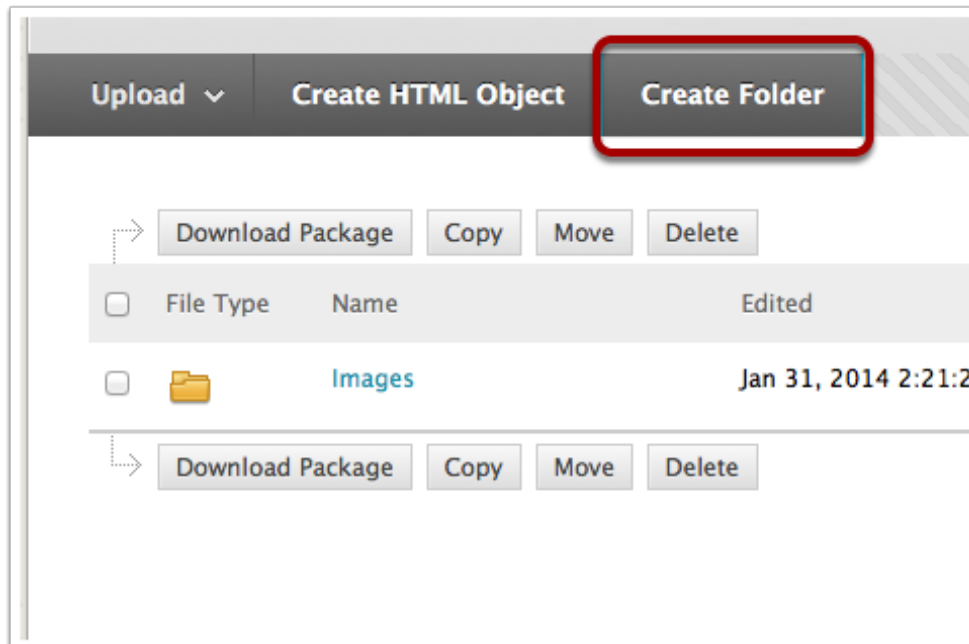 Upload Create HTML Object Create Folder
Download Package Copy Move Delete
File Type Name Edited
Images Jan 31, 2014 2:21:2
Download Package Copy Move Delete